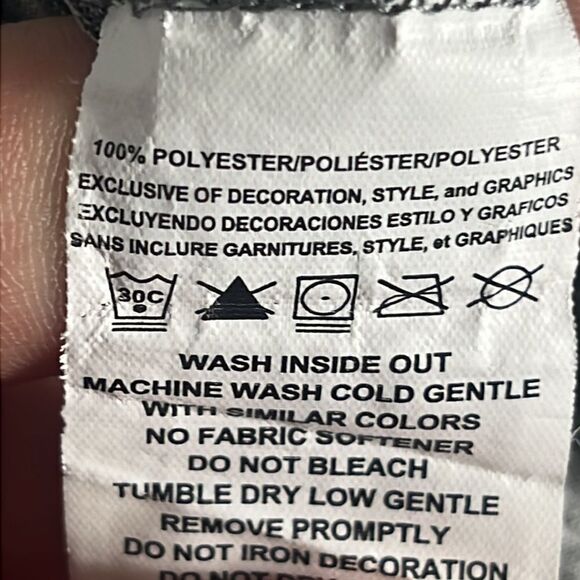 100% POLYESTER/POLIÉSTER/POLYESTER
EXCLUSIVE OF DECORATION, STYLE, and GRAPHICS
EXCLUYENDO DECORACIONES ESTILO Y GRAFICOS
SANS INCLURE GARNITURES, STYLE, et GRAPHIQUES
30C
WASH INSIDE OUT
MACHINE WASH COLD GENTLE
WITH SIMILAR COLORS
NO FABRIC SOFTENER
DO NOT BLEACH
TUMBLE DRY LOW GENTLE
REMOVE PROMPTLY
DO NOT IRON DECORATION
DO NOT